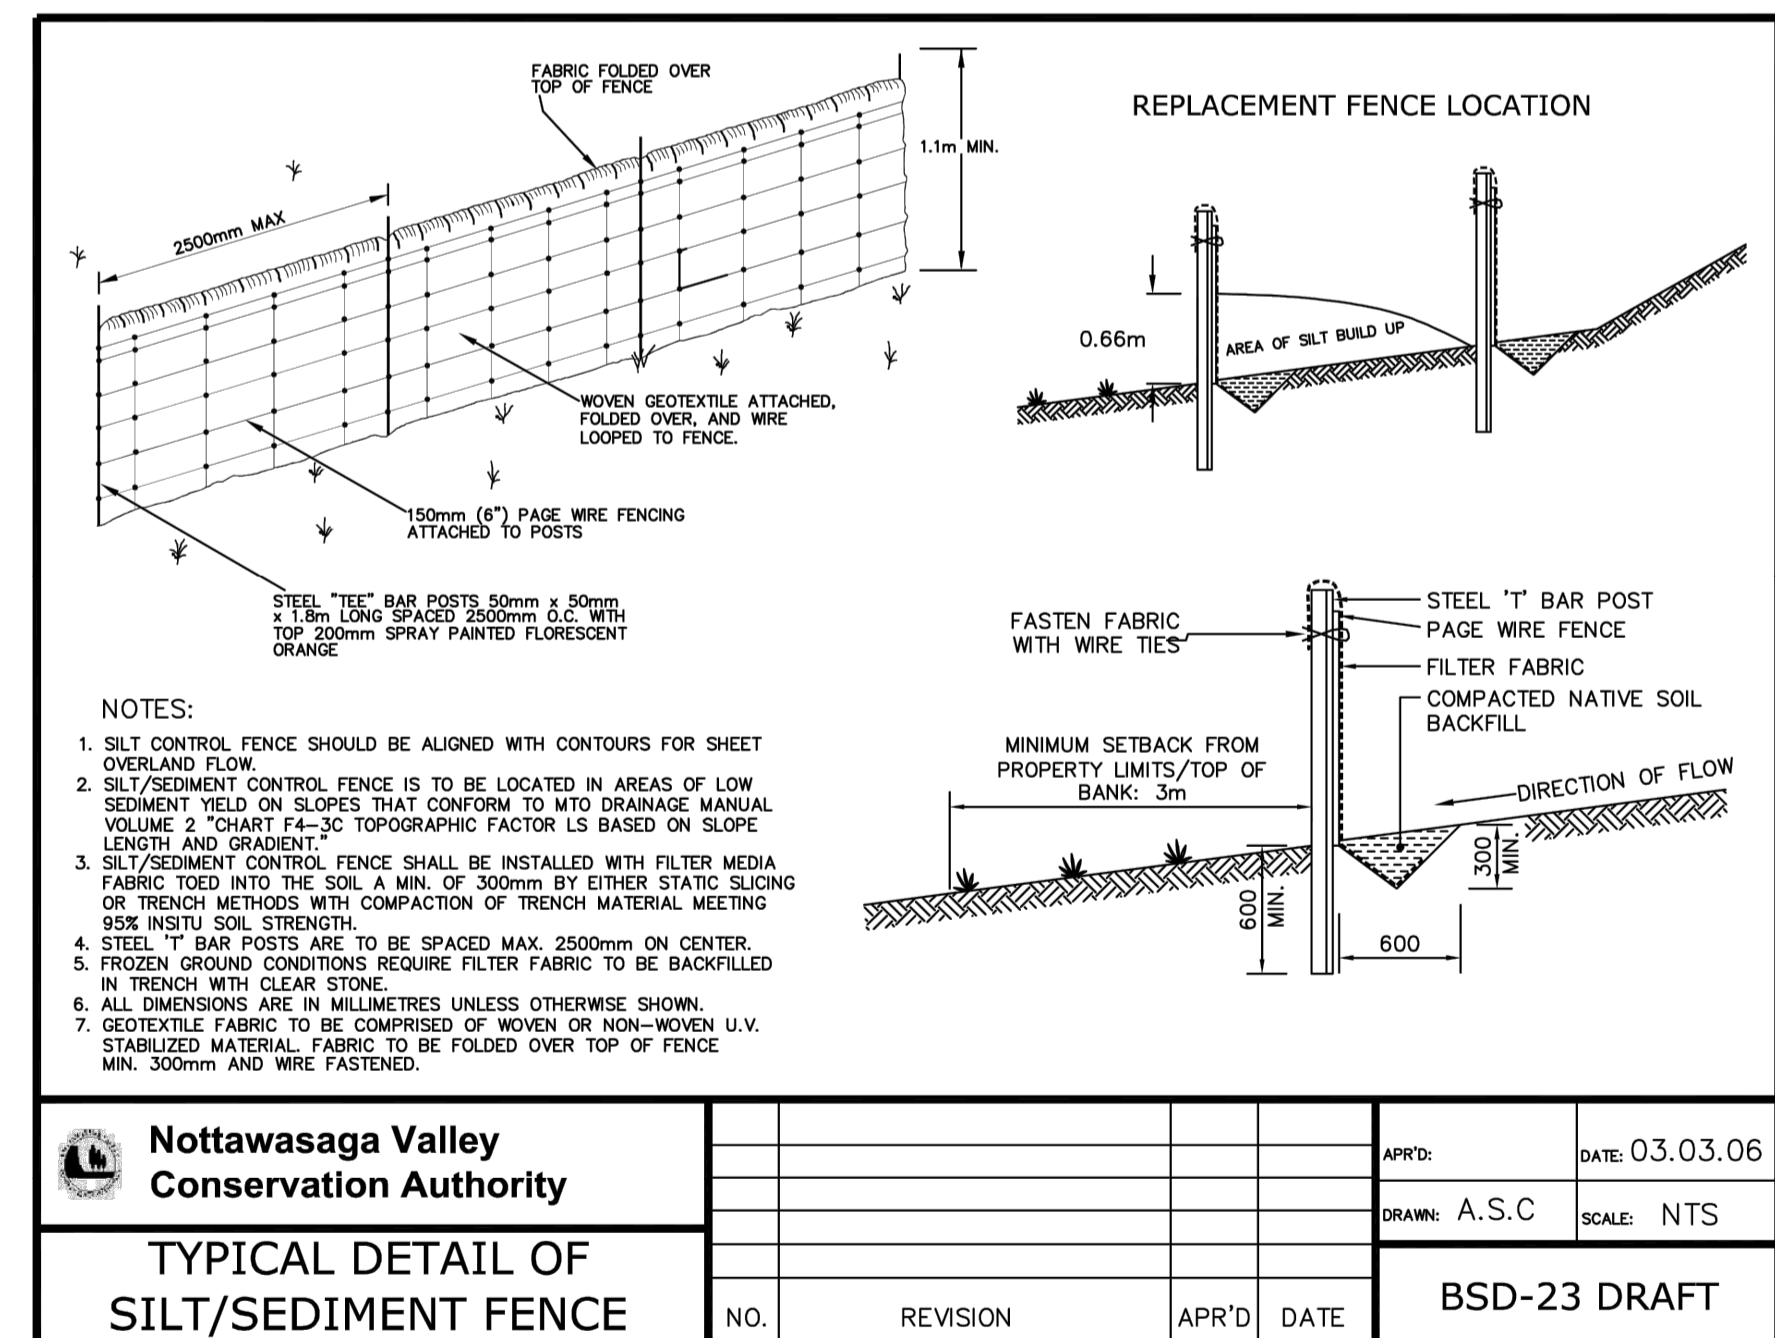 FABRIC FOLDED OVER
TOP OF FENCE
1.1m MIN.
2500mm MAX
WOVEN GEOTEXTILE ATTACHED,
FOLDED OVER, AND WIRE
LOOPED TO FENCE.
150mm (6") PAGE WIRE FENCING
ATTACHED TO POSTS
STEEL "TEE" BAR POSTS 50mm x 50mm
x 1.8m LONG SPACED 2500mm O.C. WITH
TOP 200mm SPRAY PAINTED FLORESCENT
ORANGE
REPLACEMENT FENCE LOCATION
0.66m
AREA OF SILT BUILD UP
FASTEN FABRIC
WITH WIRE TIES
STEEL 'T' BAR POST
PAGE WIRE FENCE
FILTER FABRIC
COMPACTED NATIVE SOIL
BACKFILL
MINIMUM SETBACK FROM
PROPERTY LIMITS/TOP OF
BANK: 3m
DIRECTION OF FLOW
300
MIN.
600
MIN.
600
NOTES:
1. SILT CONTROL FENCE SHOULD BE ALIGNED WITH CONTOURS FOR SHEET
OVERLAND FLOW.
2. SILT/SEDIMENT CONTROL FENCE IS TO BE LOCATED IN AREAS OF LOW
SEDIMENT YIELD ON SLOPES THAT CONFORM TO MTO DRAINAGE MANUAL
VOLUME 2 "CHART F4-3C TOPOGRAPHIC FACTOR LS BASED ON SLOPE
LENGTH AND GRADIENT."
3. SILT/SEDIMENT CONTROL FENCE SHALL BE INSTALLED WITH FILTER MEDIA
FABRIC TOED INTO THE SOIL A MIN. OF 300mm BY EITHER STATIC SLICING
OR TRENCH METHODS WITH COMPACTION OF TRENCH MATERIAL MEETING
95% INSITU SOIL STRENGTH.
4. STEEL 'T' BAR POSTS ARE TO BE SPACED MAX. 2500mm ON CENTER.
5. FROZEN GROUND CONDITIONS REQUIRE FILTER FABRIC TO BE BACKFILLED
IN TRENCH WITH CLEAR STONE.
6. ALL DIMENSIONS ARE IN MILLIMETRES UNLESS OTHERWISE SHOWN.
7. GEOTEXTILE FABRIC TO BE COMPRISED OF WOVEN OR NON-WOVEN U.V.
STABILIZED MATERIAL. FABRIC TO BE FOLDED OVER TOP OF FENCE
MIN. 300mm AND WIRE FASTENED.
Nottawasaga Valley
Conservation Authority
TYPICAL DETAIL OF
SILT/SEDIMENT FENCE
NO. REVISION APR'D DATE
APR'D: DATE: 03.03.06
DRAWN: A.S.C SCALE: NTS
BSD-23 DRAFT